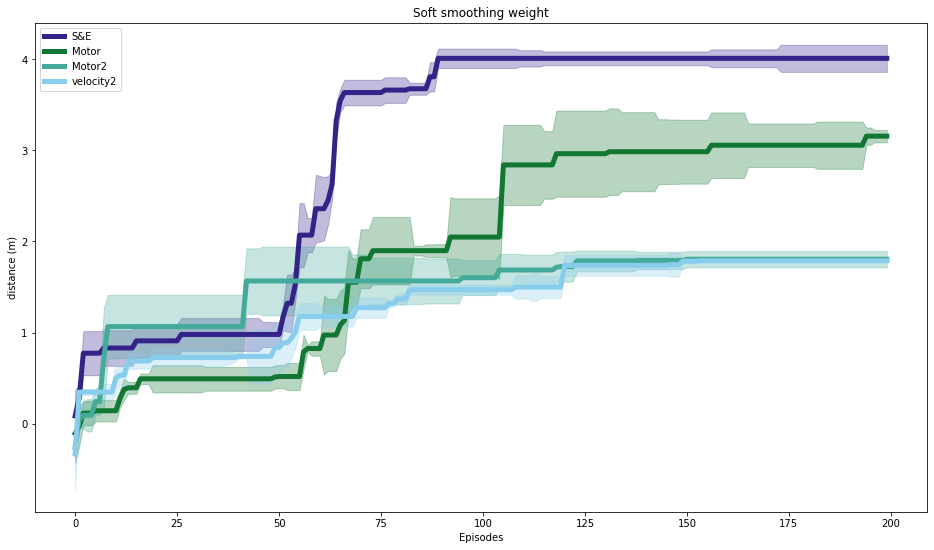 Soft smoothing weight
S&E
Motor
Motor2
velocity2
distance (m)
4
3
2
1
0
0 25 50 75 100 125 150 175 200
Episodes